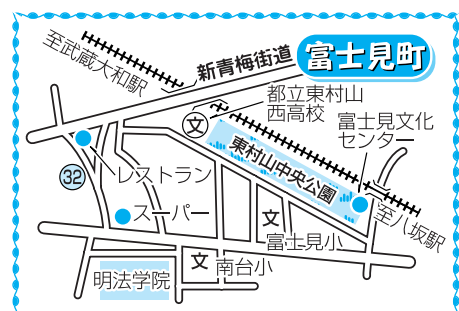 富士見町
新青梅街道
至武蔵大和駅
都立東村山
西高校
文
富士見文化
センター
東村山中央公園
32
レストラン
スーパー
文
富士見小
至八坂駅
文
南台小
明法学院